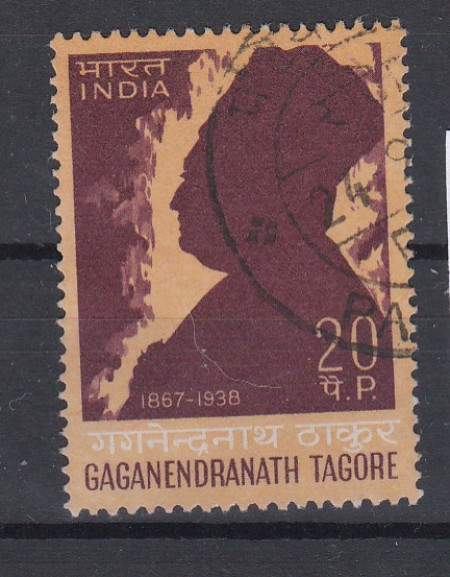 भारत
INDIA
20
पै. P.
1867-1938
गगनेन्द्रनाथ ठाकुर
GAGANENDRANATH TAGORE